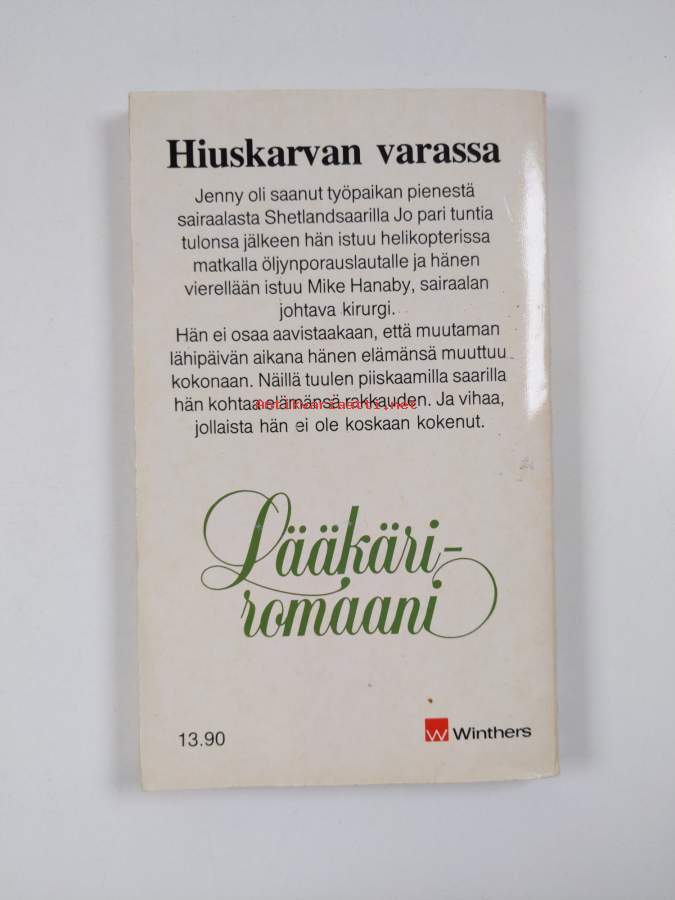 Hiuskarvan varassa
Jenny oli saanut työpaikan pienestä
sairaalasta Shetlandsaarilla Jo pari tuntia
tulonsa jälkeen hän istuu helikopterissa
matkalla öljynporauslautalle ja hänen
vierellään istuu Mike Hanaby, sairaalan
johtava kirurgi.
Hän ei osaa aavistaakaan, että muutaman
lähipäivän aikana hänen elämänsä muuttuu
kokonaan. Näillä tuulen piiskaamilla saarilla
hän kohtaa elämänsä rakkauden. Ja vihaa,
Antikvariaatti.net
jollaista hän ei ole koskaan kokenut.
Lääkäri-
romaani
13.90
W Winthers